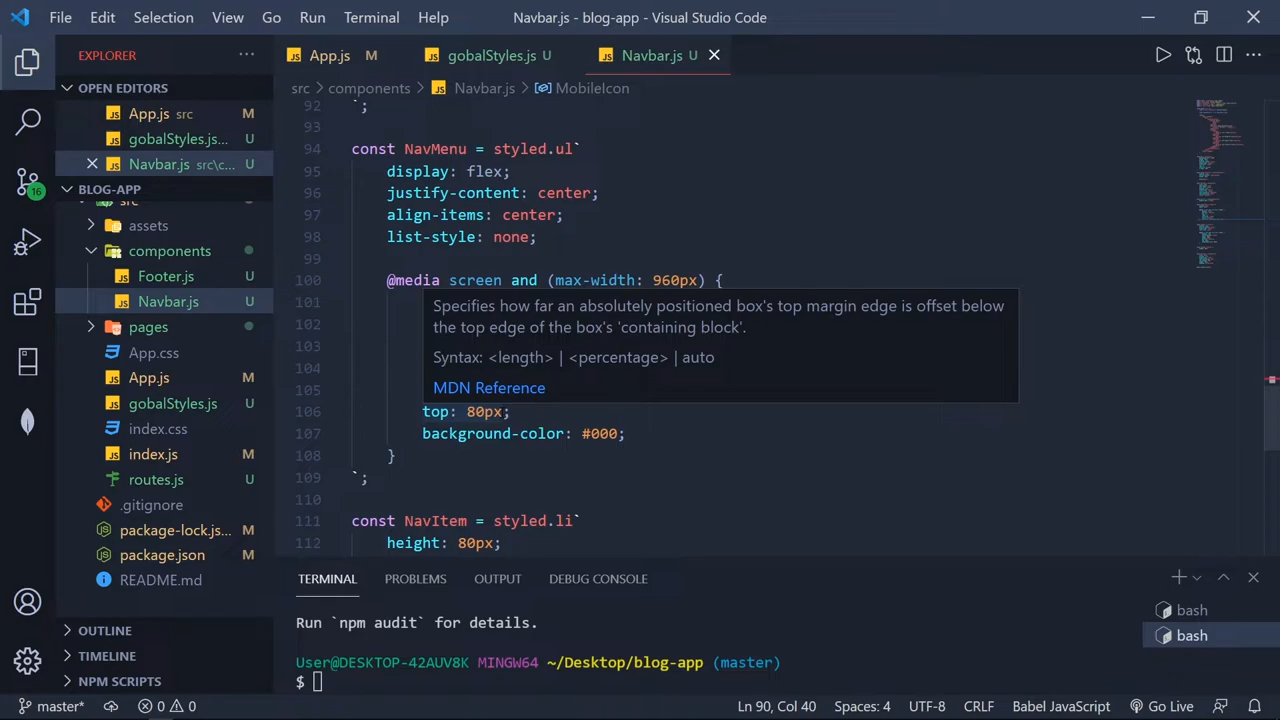 File Edit Selection View Go Run Terminal Help
Navbar.js - blog-app - Visual Studio Code
EXPLORER
App.js M
gobalStyles.js U
Navbar.js U
src components Navbar.js MobileIcon
OPEN EDITORS
App.js src M
gobalStyles.js... U
Navbar.js src\c... U
BLOG-APP
src
assets
components
Footer.js U
Navbar.js U
pages
App.css
App.js M
gobalStyles.js U
index.css
index.js M
routes.js U
.gitignore
package-lock.js... M
package.json M
README.md
OUTLINE
TIMELINE
NPM SCRIPTS
16
92 `;
93
94 const NavMenu = styled.ul`
95 display: flex;
96 justify-content: center;
97 align-items: center;
98 list-style: none;
99
100 @media screen and (max-width: 960px) {
101
102
103
104
105
Specifies how far an absolutely positioned box's top margin edge is offset below
the top edge of the box's 'containing block'.
Syntax: <length> | <percentage> | auto
MDN Reference
106 top: 80px;
107 background-color: #000;
108 }
109 `;
110
111 const NavItem = styled.li`
112 height: 80px;
TERMINAL PROBLEMS OUTPUT DEBUG CONSOLE
Run `npm audit` for details.
User@DESKTOP-42AUV8K MINGW64 ~/Desktop/blog-app (master)
$
bash
bash
master* 0 0
Ln 90, Col 40 Spaces: 4 UTF-8 CRLF Babel JavaScript Go Live